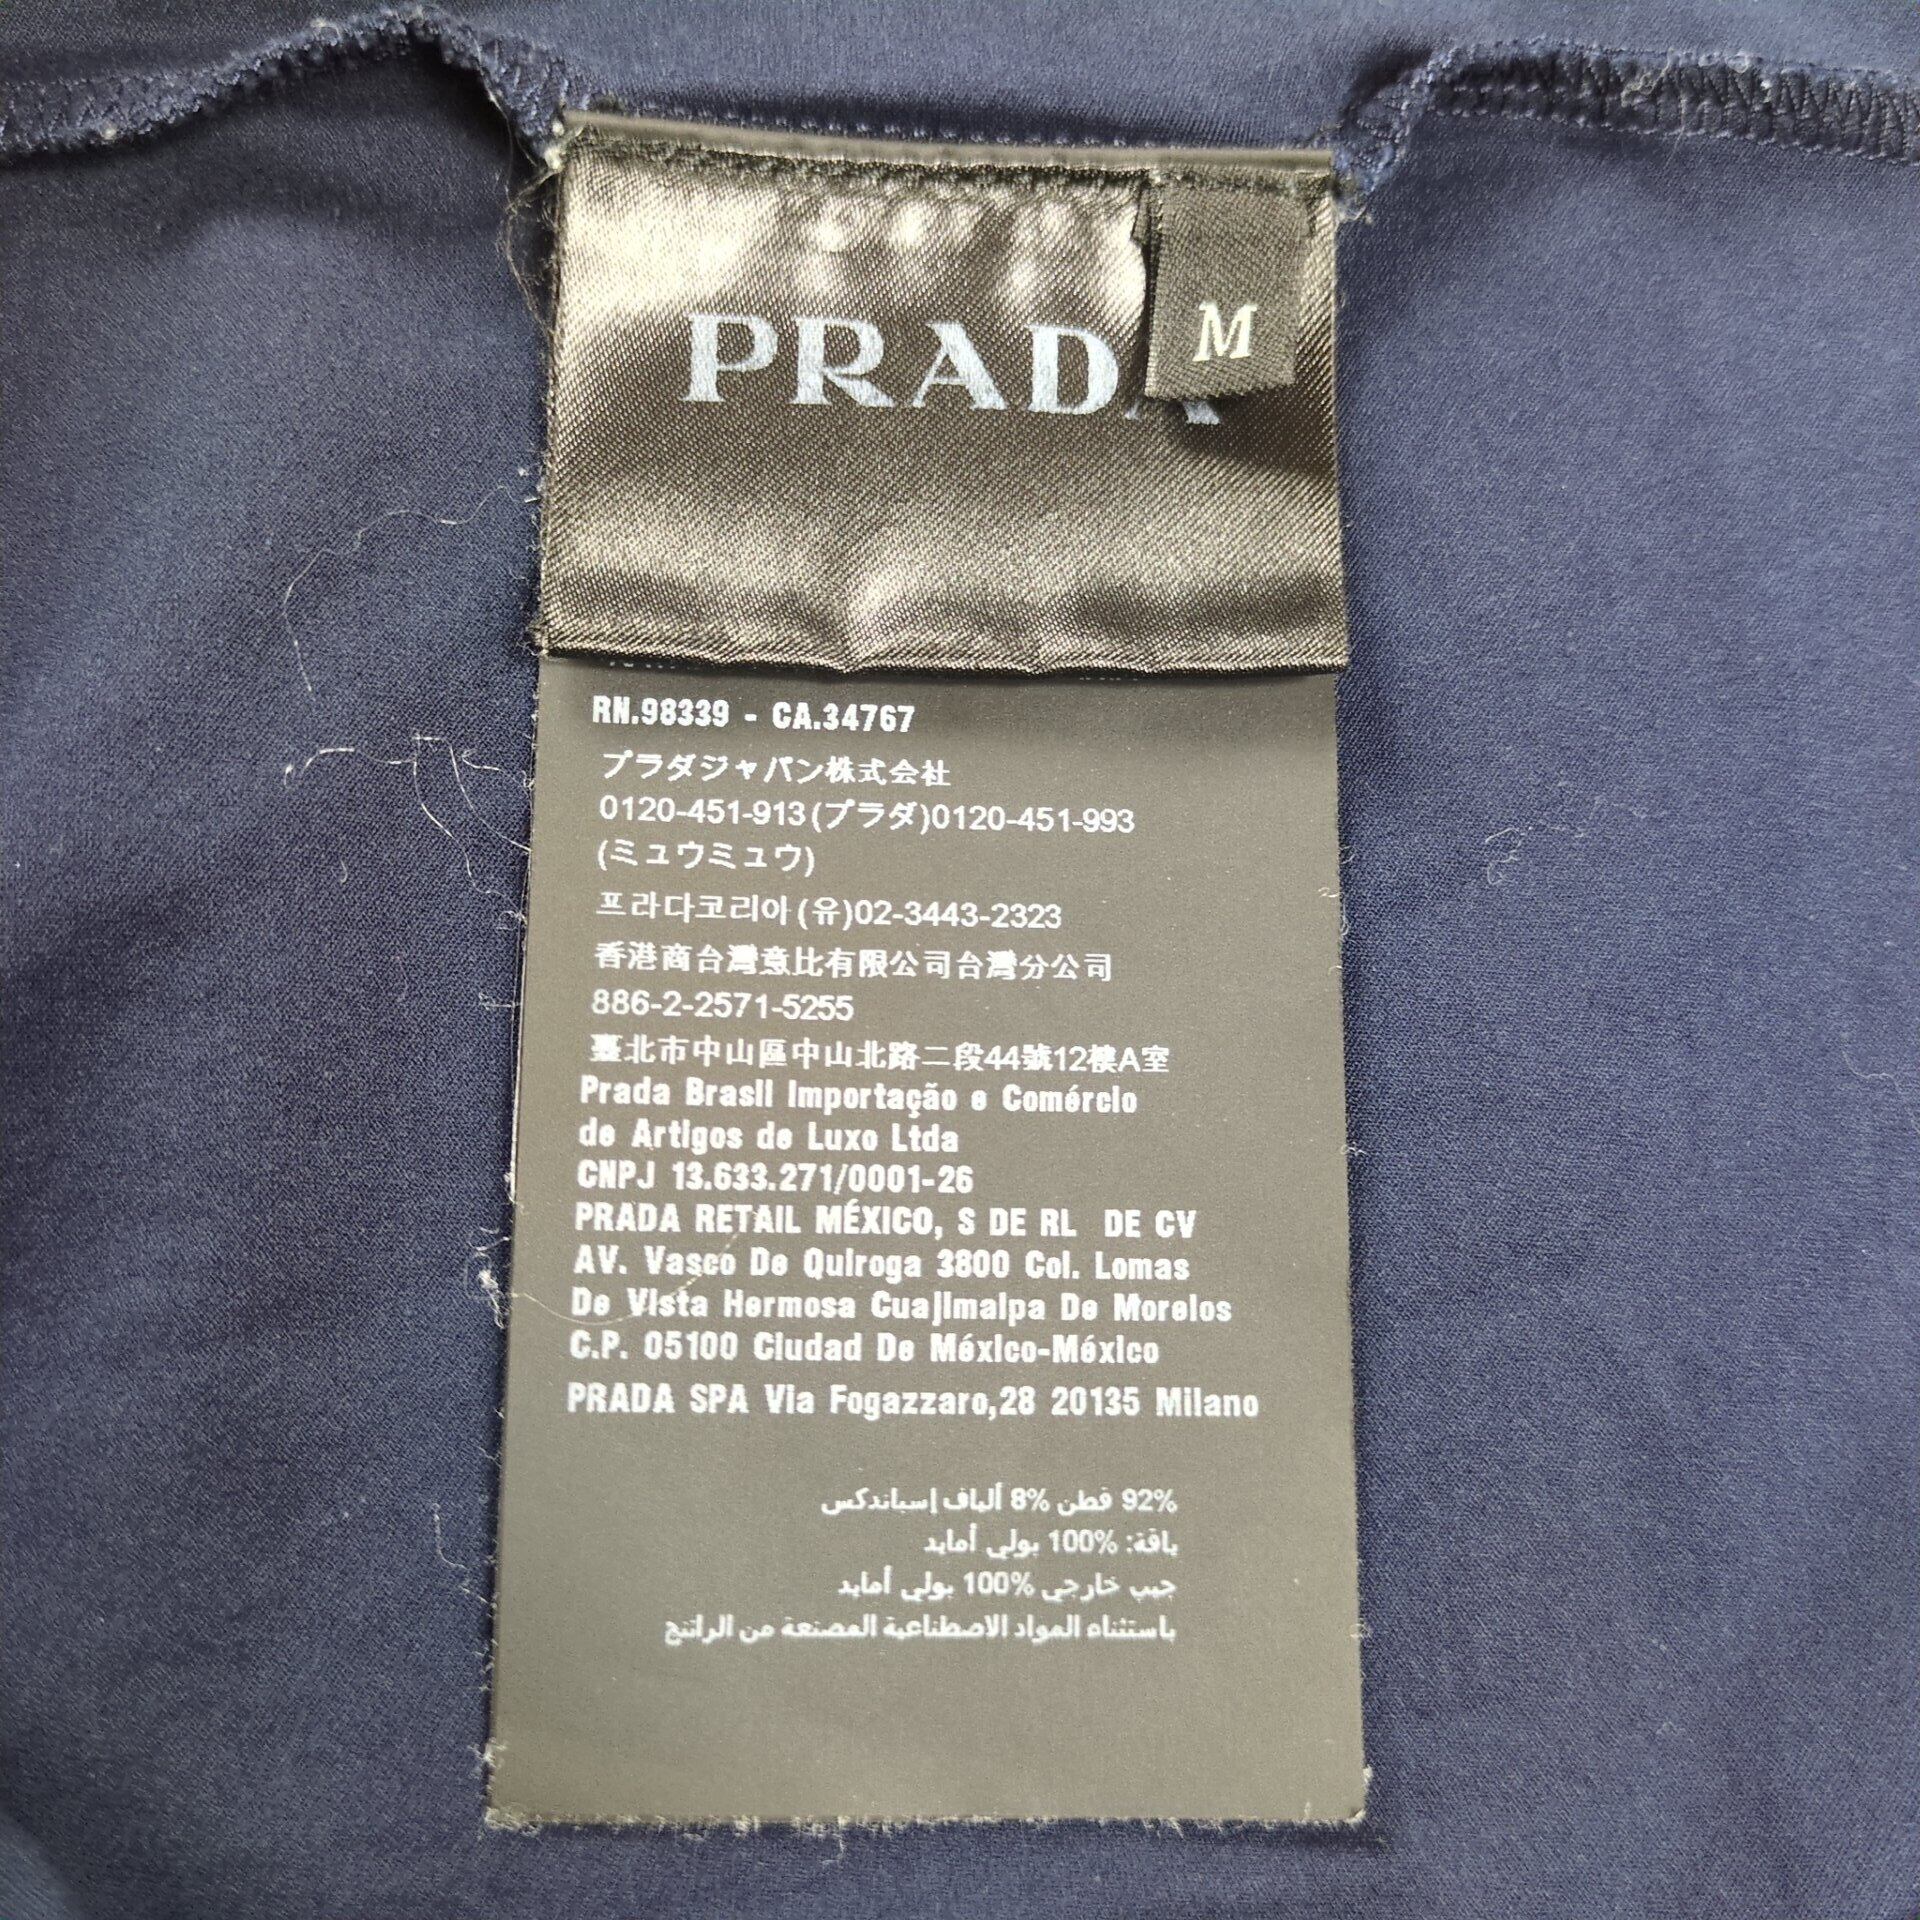 PRADA
M
RN.98339 - CA.34767
プラダジャパン株式会社
0120-451-913(プラダ)0120-451-993
(ミュウミュウ)
프라다코리아(유)02-3443-2323
香港商台灣意比有限公司台灣分公司
886-2-2571-5255
臺北市中山區中山北路二段44號12樓A室
Prada Brasil Importação e Comércio
de Artigos de Luxo Ltda
CNPJ 13.633.271/0001-26
PRADA RETAIL MÉXICO, S DE RL DE CV
AV. Vasco De Quiroga 3800 Col. Lomas
De Vista Hermosa Cuajimalpa De Morelos
C.P. 05100 Ciudad De México-México
PRADA SPA Via Fogazzaro,28 20135 Milano
92% قطن 8% ألياف إسباندكس
ياقة: 100% بولي أمايد
جيب خارجي 100% بولي أمايد
باستثناء المواد الاصطناعية المصنعة من الراتنج